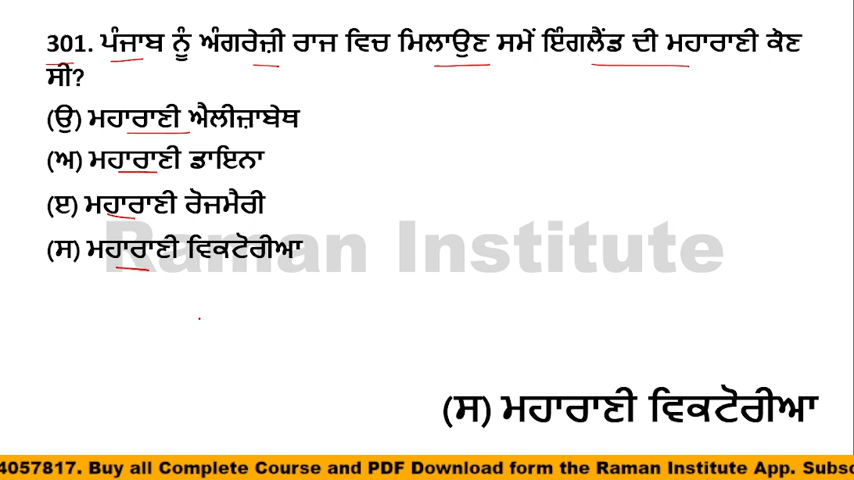 301. ਪੰਜਾਬ ਨੂੰ ਅੰਗਰੇਜ਼ੀ ਰਾਜ ਵਿਚ ਮਿਲਾਉਣ ਸਮੇਂ ਇੰਗਲੈਂਡ ਦੀ ਮਹਾਰਾਣੀ ਕੋਣ
ਸੀ?
(ਉ) ਮਹਾਰਾਣੀ ਐਲੀਜ਼ਾਬੇਥ
(ਅ) ਮਹਾਰਾਣੀ ਡਾਇਨਾ
(ੲ) ਮਹਾਰਾਣੀ ਰੋਜਮੈਰੀ
(ਸ) ਮਹਾਰਾਣੀ ਵਿਕਟੋਰੀਆ
Raman Institute
(ਸ) ਮਹਾਰਾਣੀ ਵਿਕਟੋਰੀਆ
4057817. Buy all Complete Course and PDF Download form the Raman Institute App. Subsc